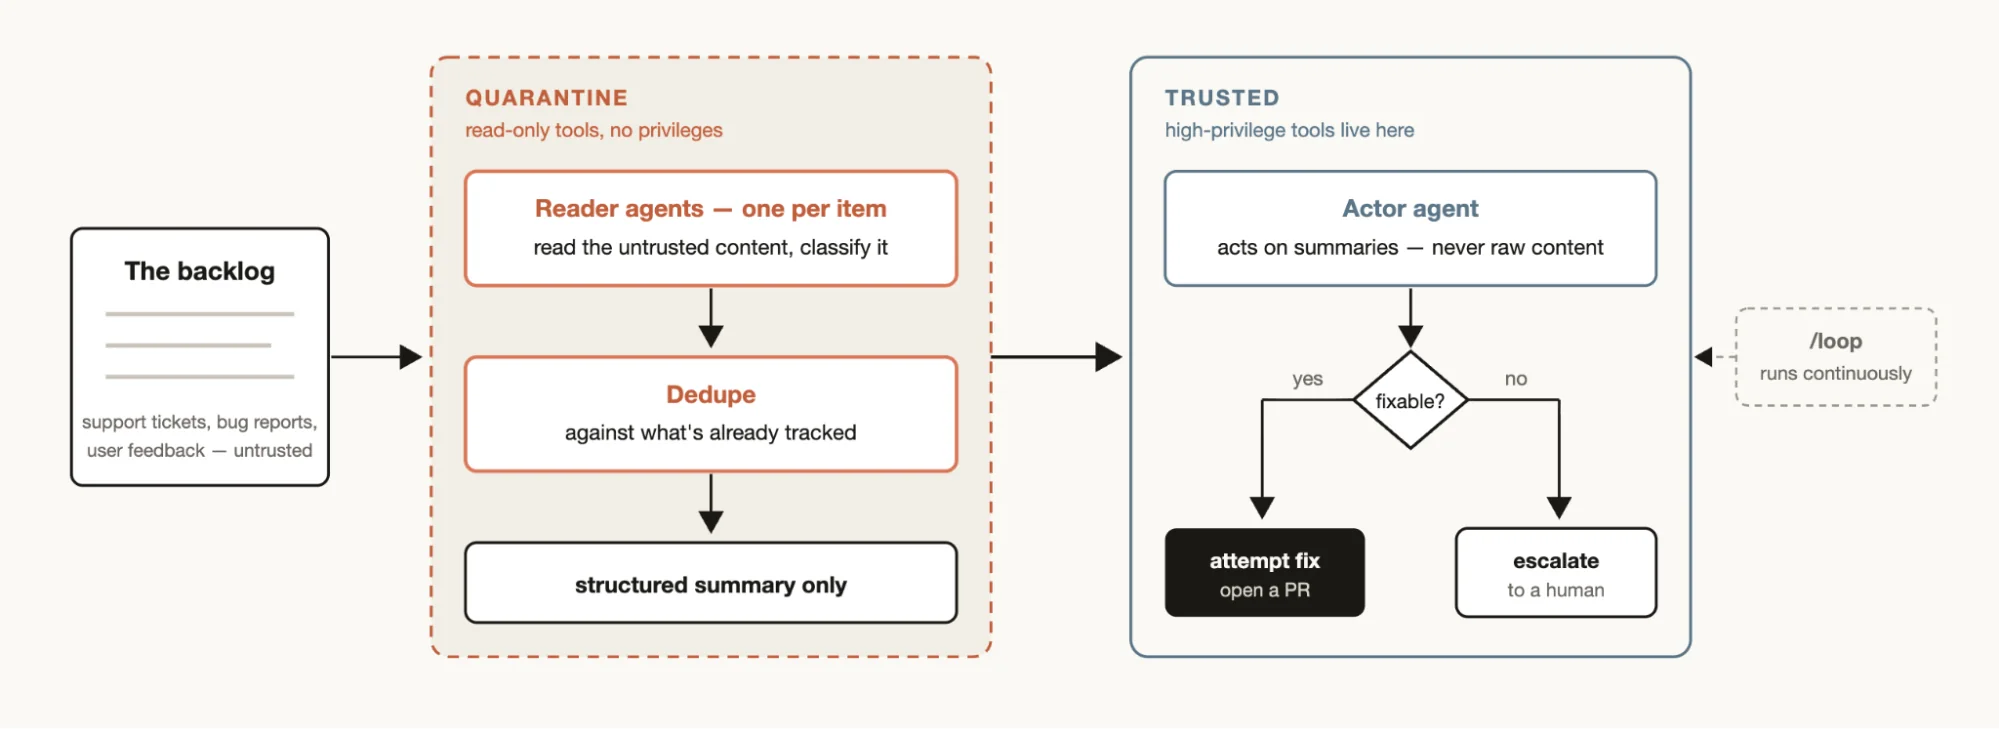 The backlog
support tickets, bug reports,
user feedback — untrusted
QUARANTINE
read-only tools, no privileges
Reader agents — one per item
read the untrusted content, classify it
Dedupe
against what's already tracked
structured summary only
TRUSTED
high-privilege tools live here
Actor agent
acts on summaries — never raw content
yes
fixable?
no
attempt fix
open a PR
escalate
to a human
/loop
runs continuously